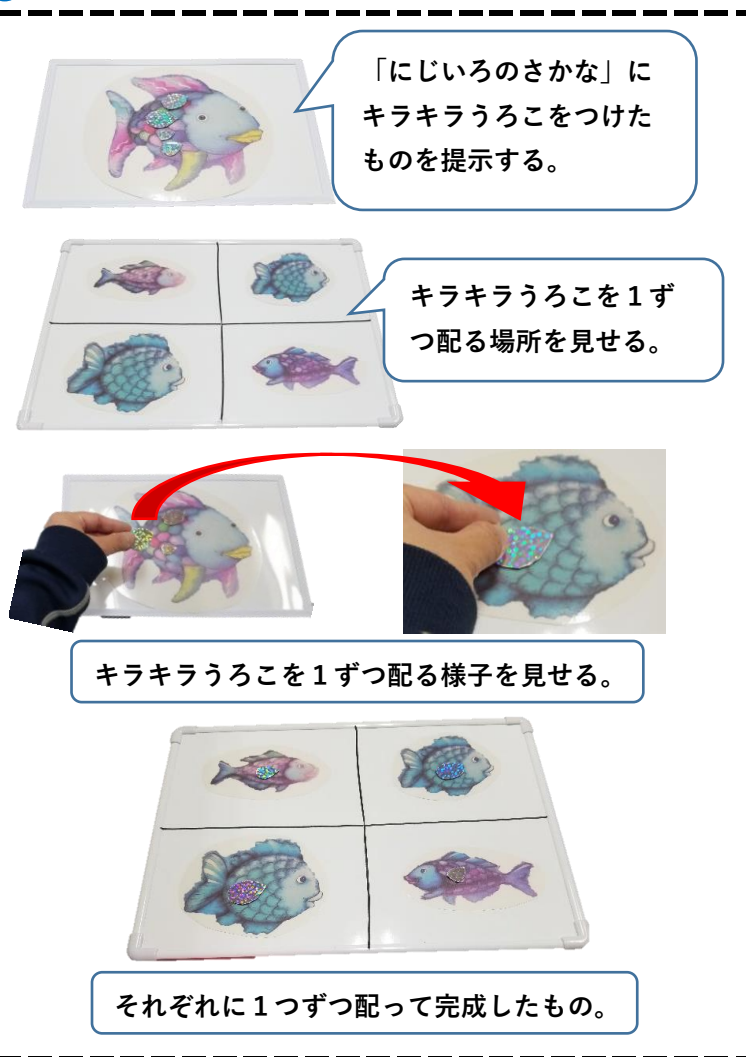 「にじいろのさかな」に
キラキラうろこをつけた
ものを提示する。
キラキラうろこを１ず
つ配る場所を見せる。
キラキラうろこを１ずつ配る様子を見せる。
それぞれに１つずつ配って完成したもの。